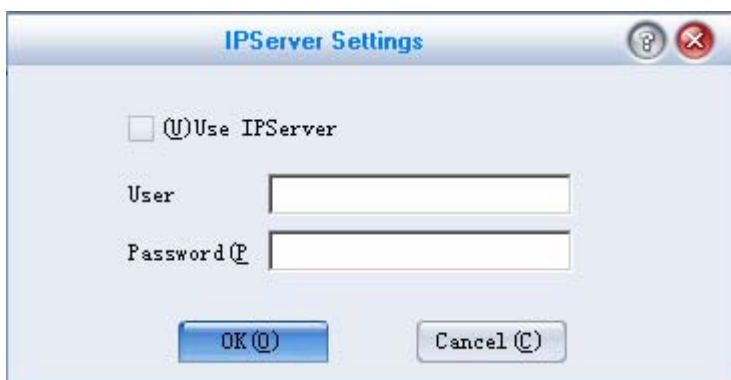 IPServer Settings
?
(U)Use IPServer
User
Password(P
OK(O)
Cancel(C)